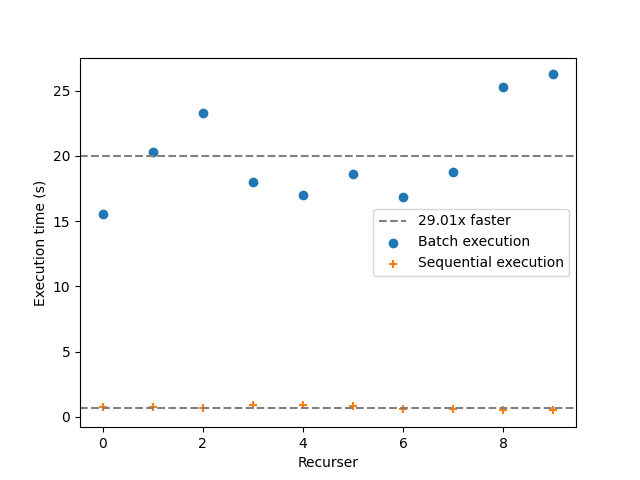 25
20
15
10
5
0
Execution time (s)
29.01x faster
Batch execution
Sequential execution
0 2 4 6 8
Recurser